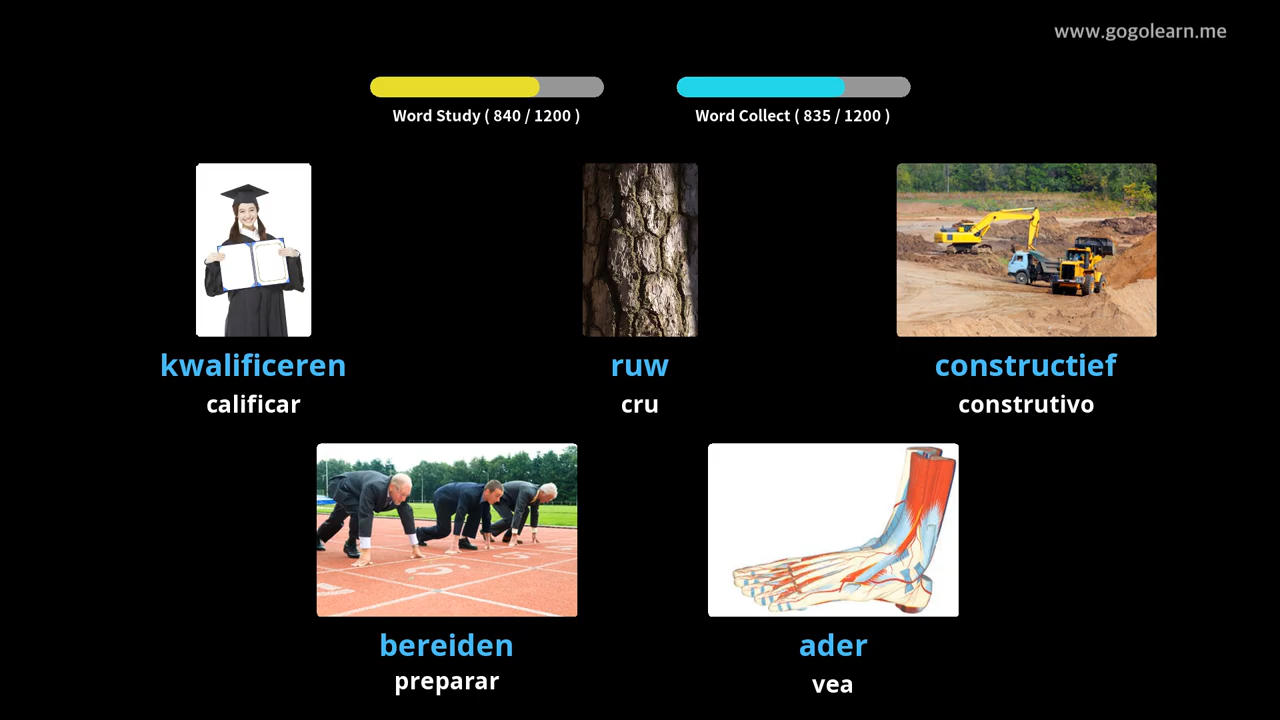 www.gogolearn.me
Word Study ( 840 / 1200 )
Word Collect ( 835 / 1200 )
kwalificeren
calificar
ruw
cru
constructief
construtivo
bereiden
preparar
ader
vea